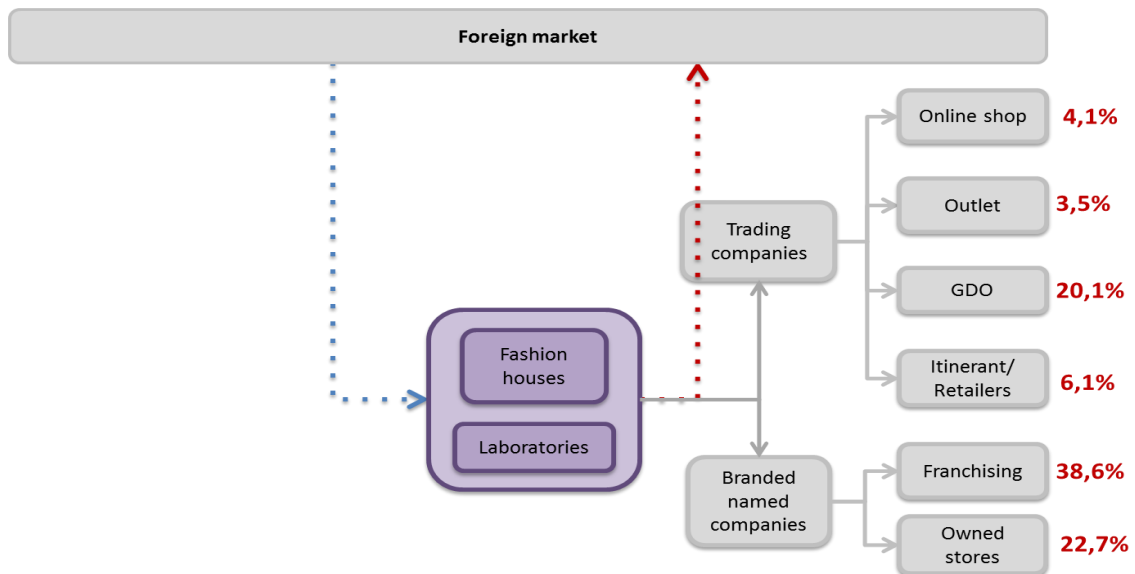 Foreign market
Online shop
4,1%
Outlet
3,5%
Trading
companies
GDO
20,1%
Fashion
houses
Itinerant/
Retailers
6,1%
Laboratories
Branded
named
companies
Franchising
38,6%
Owned
stores
22,7%